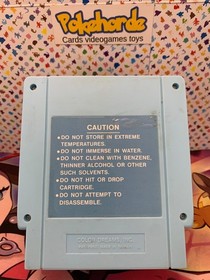 Pokehordz
Cards videogames toys
CAUTION
●DO NOT STORE IN EXTREME
TEMPERATURES.
●DO NOT IMMERSE IN WATER.
●DO NOT CLEAN WITH BENZENE,
THINNER ALCOHOL OR OTHER
SUCH SOLVENTS.
●DO NOT HIT OR DROP
CARTRIDGE.
●DO NOT ATTEMPT TO
DISASSEMBLE.